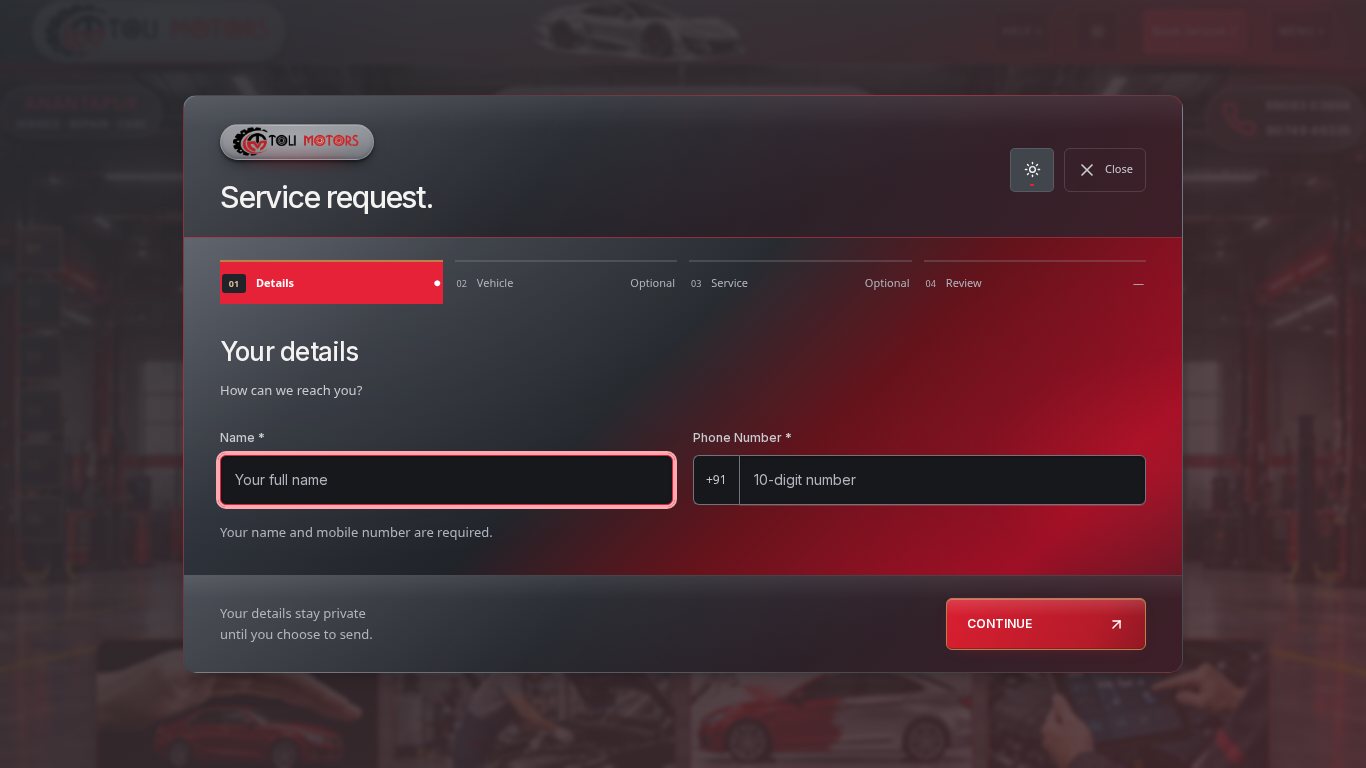 TOLI MOTORS
Service request.
Close
01 Details
02 Vehicle Optional
03 Service Optional
04 Review —
Your details
How can we reach you?
Name *
Phone Number *
Your full name
+91 10-digit number
Your name and mobile number are required.
Your details stay private
until you choose to send.
CONTINUE